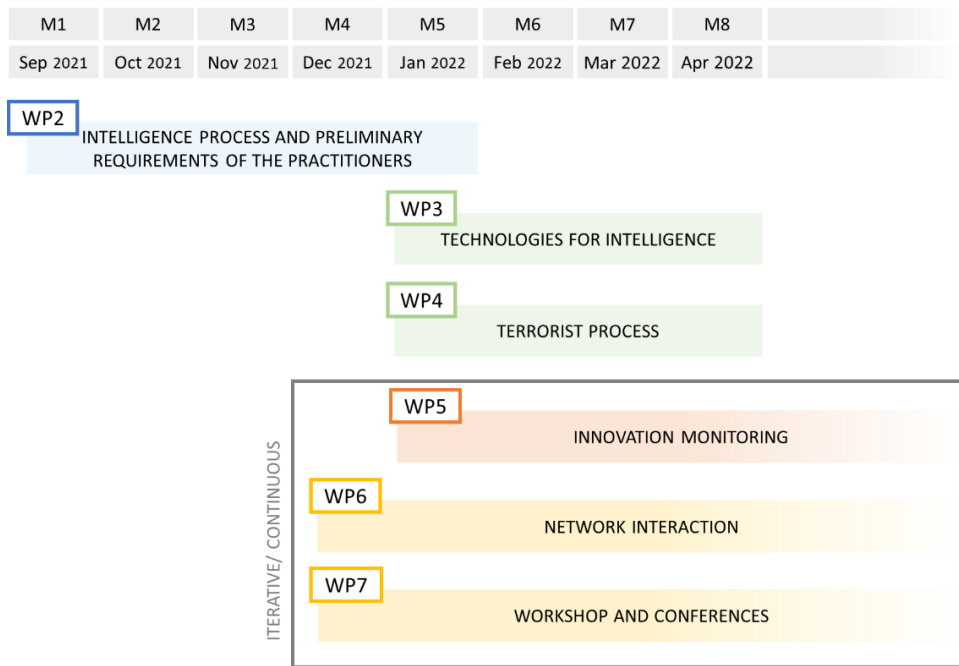 M1 M2 M3 M4 M5 M6 M7 M8
Sep 2021 Oct 2021 Nov 2021 Dec 2021 Jan 2022 Feb 2022 Mar 2022 Apr 2022
WP2
INTELLIGENCE PROCESS AND PRELIMINARY
REQUIREMENTS OF THE PRACTITIONERS
WP3
TECHNOLOGIES FOR INTELLIGENCE
WP4
TERRORIST PROCESS
ITERATIVE/ CONTINUOUS
WP5
INNOVATION MONITORING
WP6
NETWORK INTERACTION
WP7
WORKSHOP AND CONFERENCES